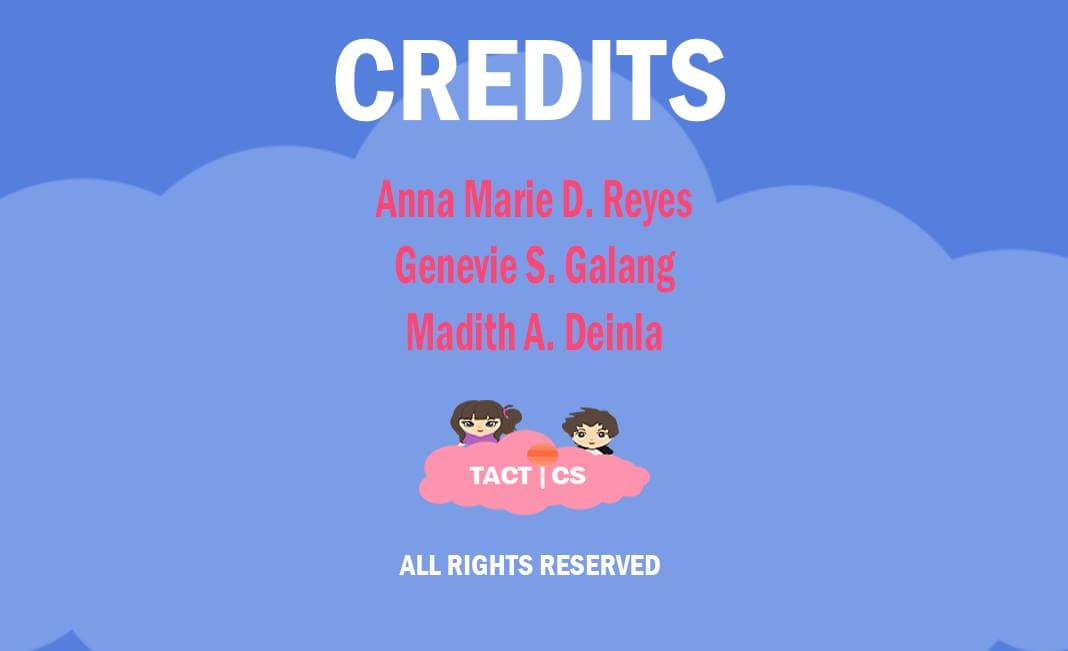 CREDITS
Anna Marie D. Reyes
Genevie S. Galang
Madith A. Deinla
TACT | CS
ALL RIGHTS RESERVED